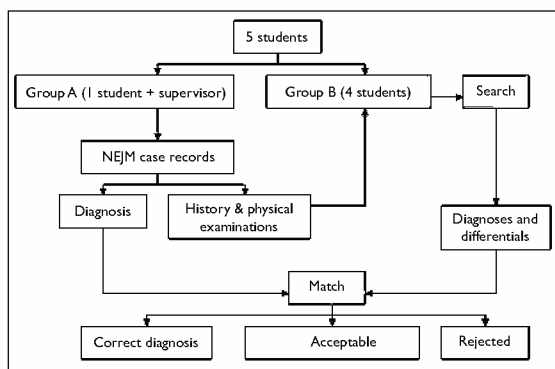 5 students
Group A (1 student + supervisor)
Group B (4 students)
Search
NEJM case records
Diagnosis
History & physical
examinations
Diagnoses and
differentials
Match
Correct diagnosis
Acceptable
Rejected